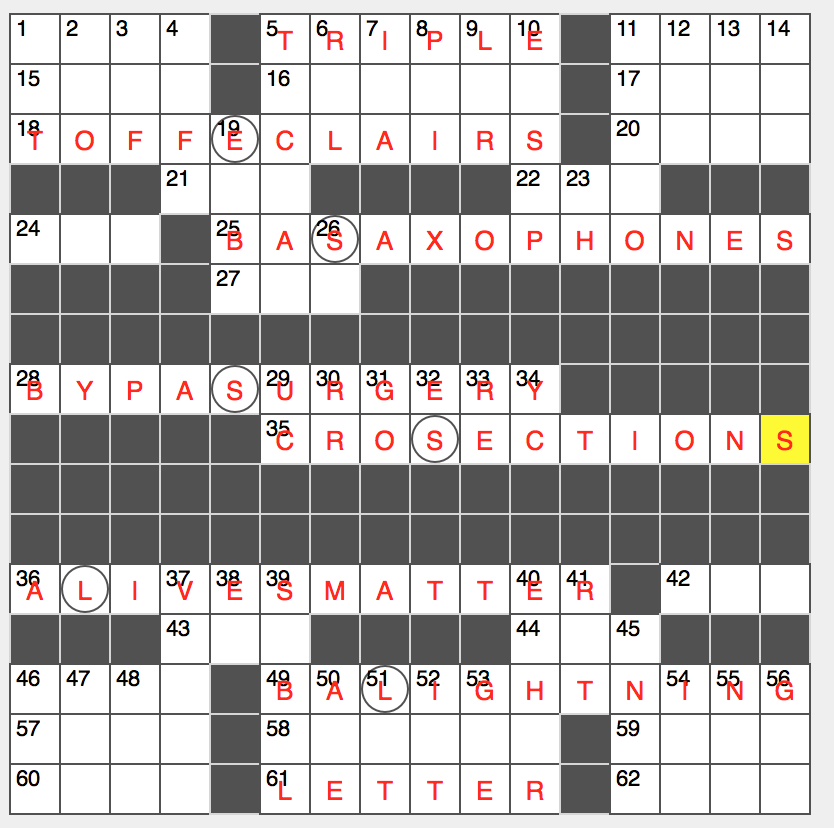 1 2 3 4 5 6 7 8 9 10 11 12 13 14
T R I P L E
15 16 17
18 19 20
T O F F E C L A I R S
21 22 23
24 25 26
B A S A X O P H O N E S
27
28 29 30 31 32 33 34
B Y P A S U R G E R Y
35
C R O S E C T I O N S
36 37 38 39 40 41 42
A L I V E S M A T T E R
43 44 45
46 47 48 49 50 51 52 53 54 55 56
B A L I G H T N I N G
57 58 59
60 61 62
L E T T E R